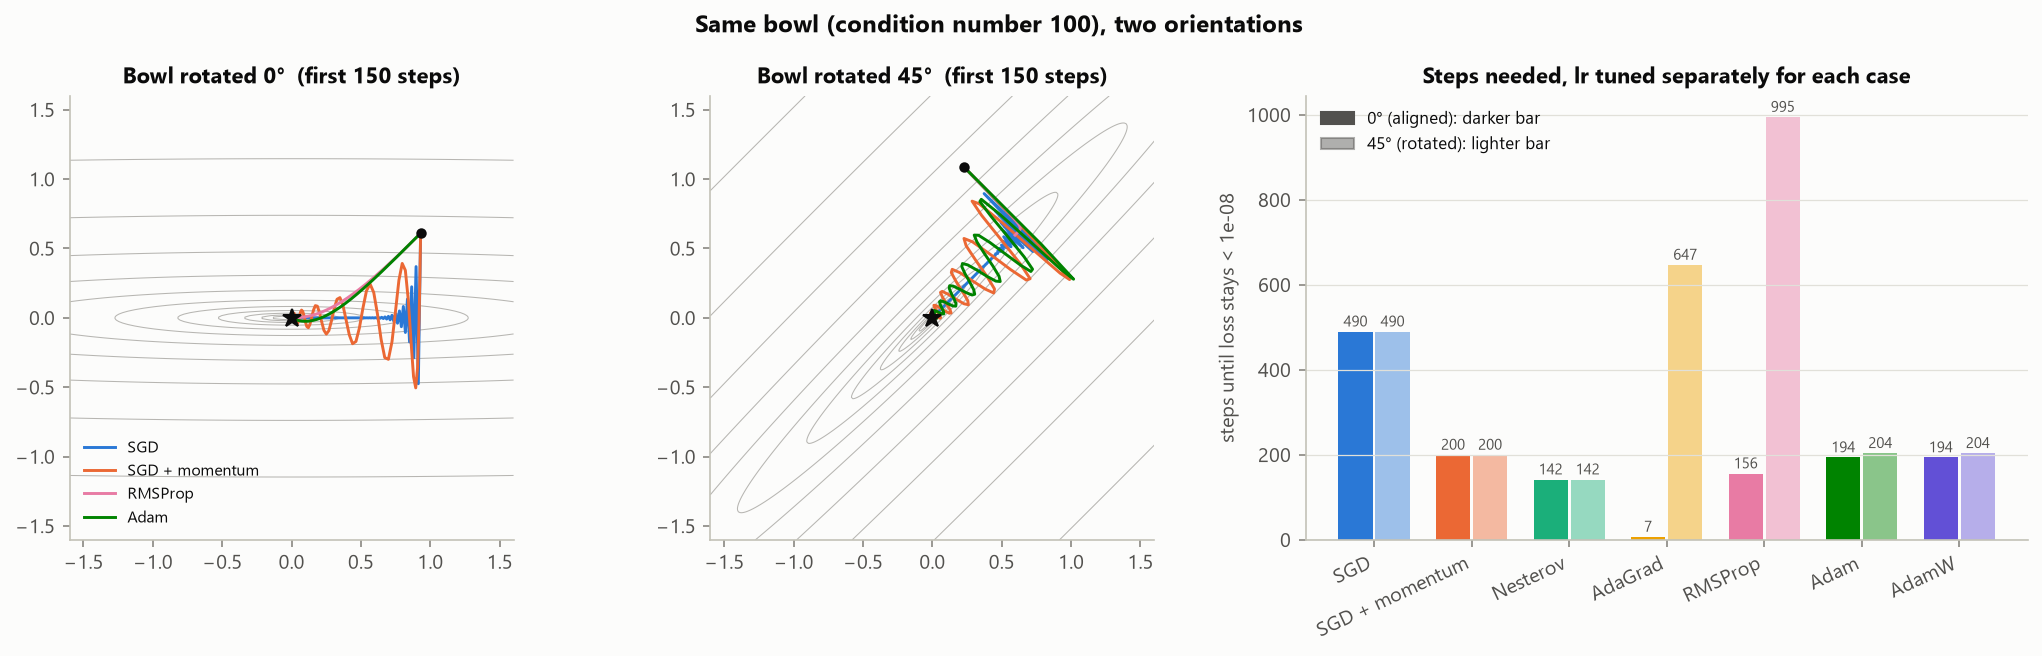 Same bowl (condition number 100), two orientations
Bowl rotated 0° (first 150 steps)
1.5
1.0
0.5
0.0
−0.5
−1.0
−1.5
−1.5 −1.0 −0.5 0.0 0.5 1.0 1.5
SGD
SGD + momentum
RMSProp
Adam
Bowl rotated 45° (first 150 steps)
1.5
1.0
0.5
0.0
−0.5
−1.0
−1.5
−1.5 −1.0 −0.5 0.0 0.5 1.0 1.5
Steps needed, lr tuned separately for each case
0° (aligned): darker bar
45° (rotated): lighter bar
steps until loss stays < 1e-08
1000
800
600
400
200
0
490 490
200 200
142 142
7 647
156 995
194 204
194 204
SGD
SGD + momentum
Nesterov
AdaGrad
RMSProp
Adam
AdamW